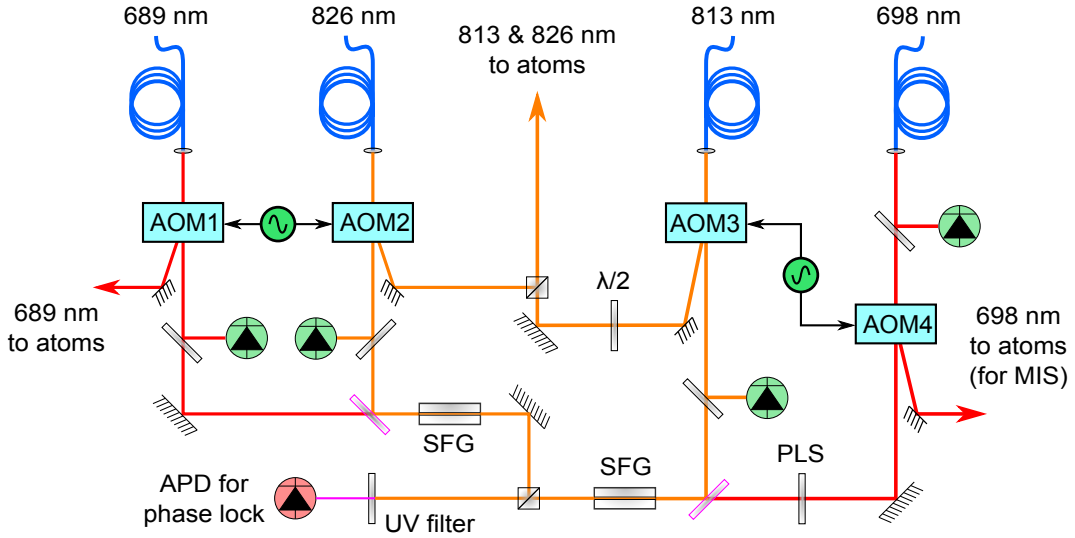 689 nm
826 nm
813 nm
698 nm
813 & 826 nm
to atoms
AOM1
AOM2
AOM3
AOM4
λ/2
689 nm
to atoms
698 nm
to atoms
(for MIS)
SFG
SFG
PLS
APD for
phase lock
UV filter